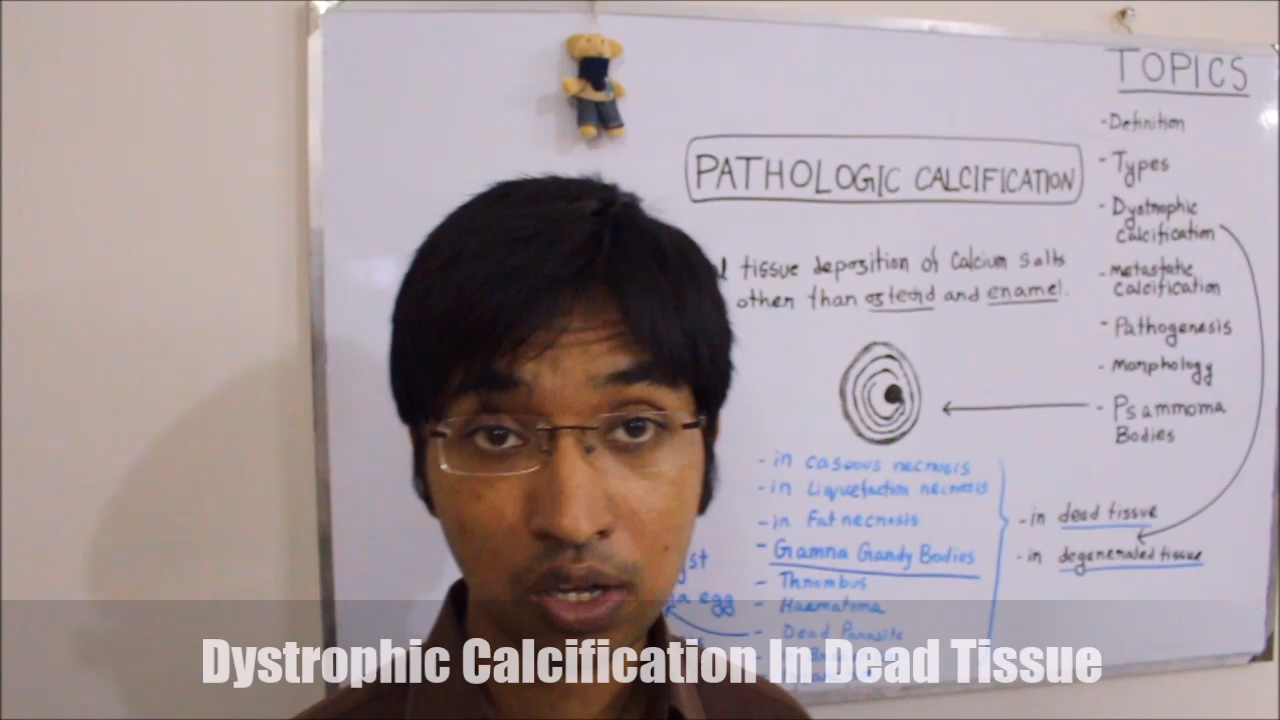 TOPICS
- Definition
- Types
- Dystrophic
calcification
- metastatic
calcification
- Pathogenesis
- Morphology
- Psammoma
Bodies
PATHOLOGIC CALCIFICATION
tissue deposition of Calcium Salts
other than osteoid and enamel.
- in caseous necrosis
- in Liquefaction necrosis
- in Fat necrosis
- Gamna Gandy Bodies
- Thrombus
- Haematoma
- Dead Parasite
egg
- in dead tissue
- in degenerated tissue
Dystrophic Calcification In Dead Tissue